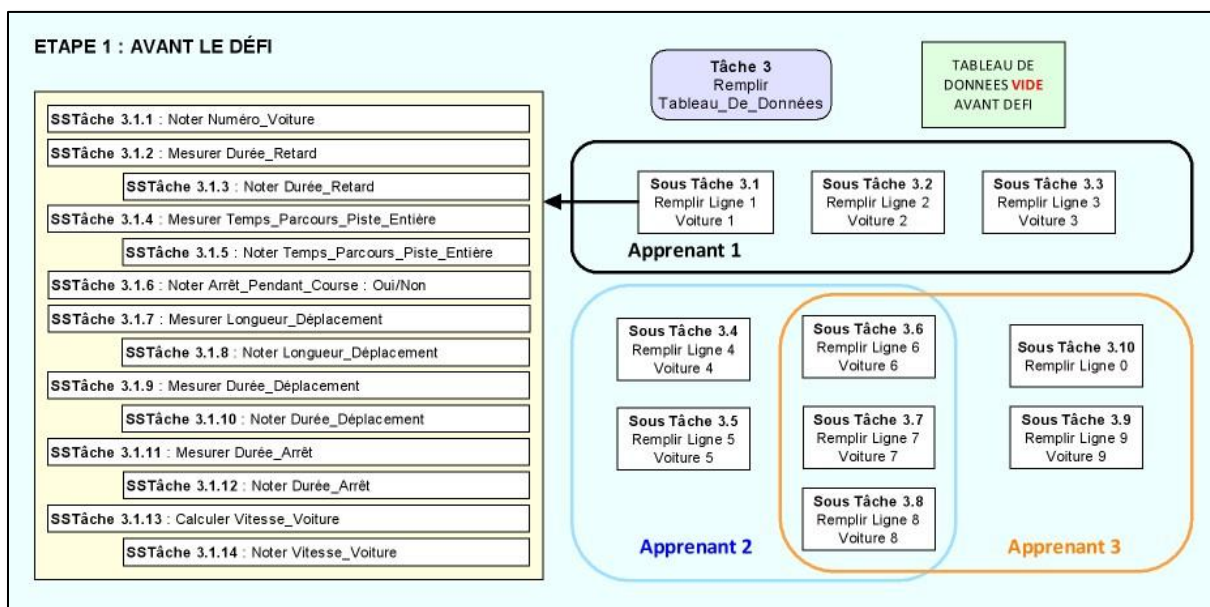 ETAPE 1 : AVANT LE DÉFI
SSTâche 3.1.1 : Noter Numéro_Voiture
SSTâche 3.1.2 : Mesurer Durée_Retard
SSTâche 3.1.3 : Noter Durée_Retard
SSTâche 3.1.4 : Mesurer Temps_Parcours_Piste_Entière
SSTâche 3.1.5 : Noter Temps_Parcours_Piste_Entière
SSTâche 3.1.6 : Noter Arrêt_Pendant_Course : Oui/Non
SSTâche 3.1.7 : Mesurer Longueur_Déplacement
SSTâche 3.1.8 : Noter Longueur_Déplacement
SSTâche 3.1.9 : Mesurer Durée_Déplacement
SSTâche 3.1.10 : Noter Durée_Déplacement
SSTâche 3.1.11 : Mesurer Durée_Arrêt
SSTâche 3.1.12 : Noter Durée_Arrêt
SSTâche 3.1.13 : Calculer Vitesse_Voiture
SSTâche 3.1.14 : Noter Vitesse_Voiture
Tâche 3
Remplir
Tableau_De_Données
TABLEAU DE
DONNEES VIDE
AVANT DEFI
Sous Tâche 3.1
Remplir Ligne 1
Voiture 1
Sous Tâche 3.2
Remplir Ligne 2
Voiture 2
Sous Tâche 3.3
Remplir Ligne 3
Voiture 3
Apprenant 1
Sous Tâche 3.4
Remplir Ligne 4
Voiture 4
Sous Tâche 3.6
Remplir Ligne 6
Voiture 6
Sous Tâche 3.10
Remplir Ligne 0
Sous Tâche 3.5
Remplir Ligne 5
Voiture 5
Sous Tâche 3.7
Remplir Ligne 7
Voiture 7
Sous Tâche 3.9
Remplir Ligne 9
Voiture 9
Sous Tâche 3.8
Remplir Ligne 8
Voiture 8
Apprenant 2
Apprenant 3